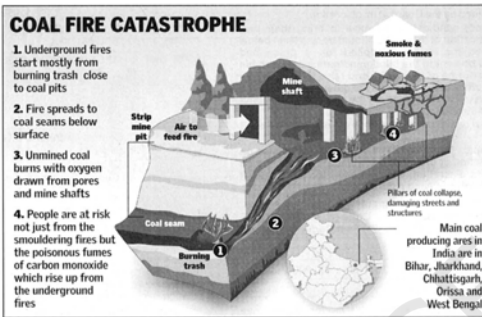 COAL FIRE CATASTROPHE
1. Underground fires
start mostly from
burning trash close
to coal pits
2. Fire spreads to
coal seams below
surface
3. Unmined coal
burns with oxygen
drawn from pores
and mine shafts
4. People are at risk
not just from the
smouldering fires but
the poisonous fumes
of carbon monoxide
which rise up from
the underground
fires
Smoke &
noxious fumes
Mine
shaft
Strip
mine
pit
Air to
feed fire
4
3
Pillars of coal collapse,
damaging streets and
structures
Coal seam
2
1
Burning
trash
Main coal
producing ares in
India are in
Bihar, Jharkhand,
Chhattisgarh,
Orissa and
West Bengal